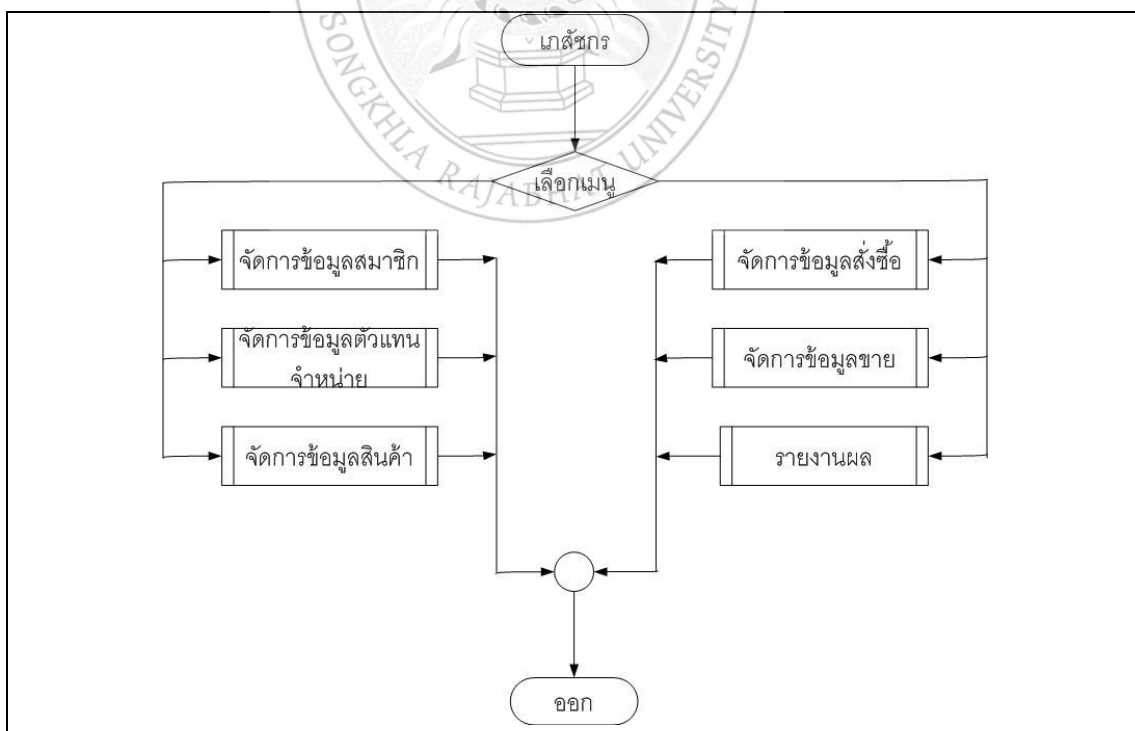 เภสัชกร
SONGKHLA RAJABHAT UNIVERSITY
เลือกเมนู
จัดการข้อมูลสมาชิก
จัดการข้อมูลตัวแทน
จำหน่าย
จัดการข้อมูลสินค้า
จัดการข้อมูลสั่งซื้อ
จัดการข้อมูลขาย
รายงานผล
ออก